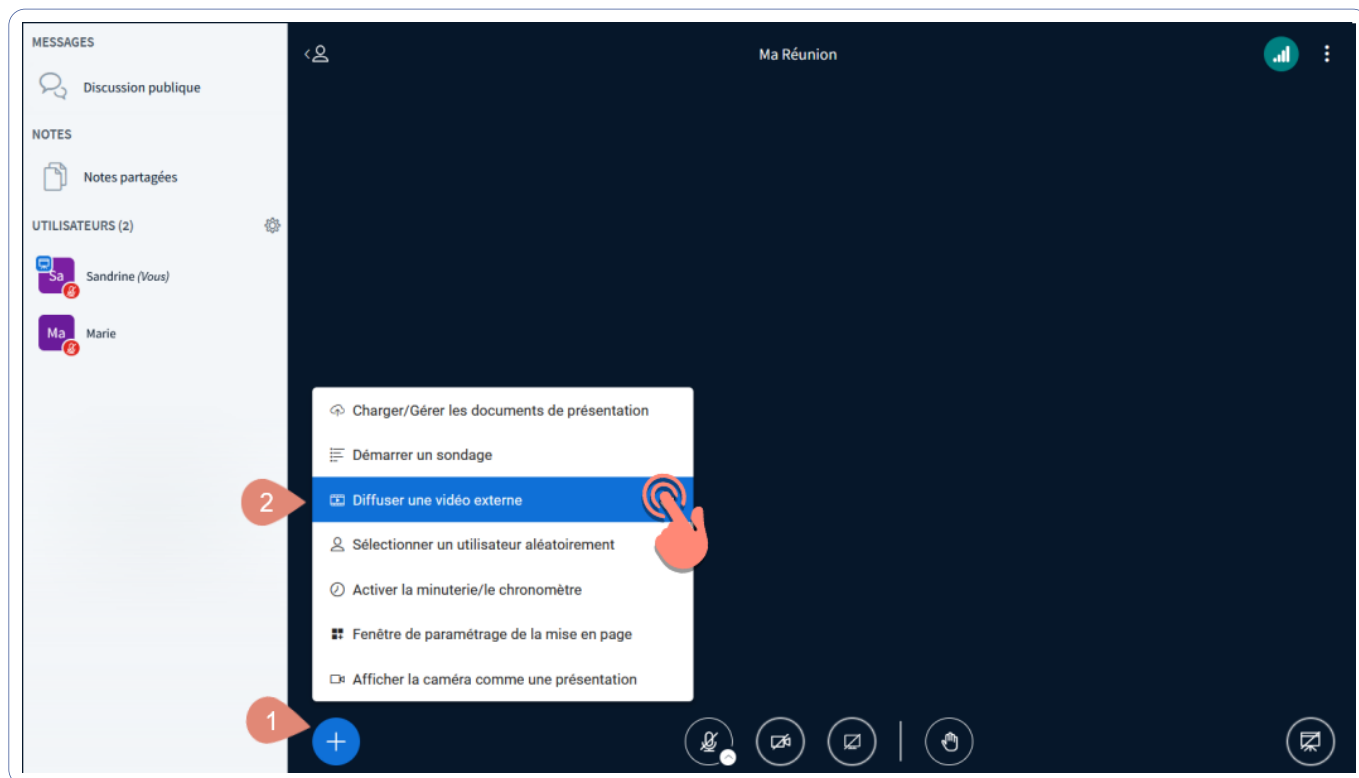 MESSAGES
Discussion publique
NOTES
Notes partagées
UTILISATEURS (2)
Sa
Sandrine (Vous)
Ma
Marie
Ma Réunion
Charger/Gérer les documents de présentation
Démarrer un sondage
2
Diffuser une vidéo externe
Sélectionner un utilisateur aléatoirement
Activer la minuterie/le chronomètre
Fenêtre de paramétrage de la mise en page
Afficher la caméra comme une présentation
1